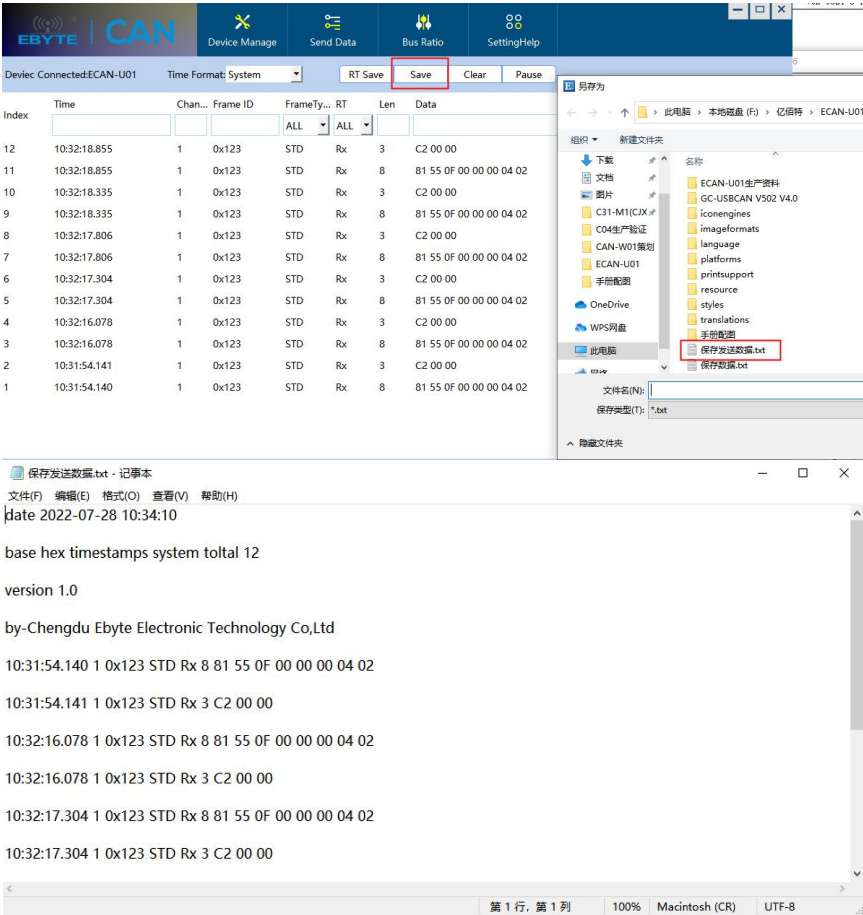 EBYTE CAN
Device Manage Send Data Bus Ratio SettingHelp
Deviec Connected:ECAN-U01 Time Format: System RT Save Save Clear Pause
Index Time Chan... Frame ID FrameTy... RT Len Data
ALL ALL
12 10:32:18.855 1 0x123 STD Rx 3 C2 00 00
11 10:32:18.855 1 0x123 STD Rx 8 81 55 0F 00 00 00 04 02
10 10:32:18.335 1 0x123 STD Rx 3 C2 00 00
9 10:32:18.335 1 0x123 STD Rx 8 81 55 0F 00 00 00 04 02
8 10:32:17.806 1 0x123 STD Rx 3 C2 00 00
7 10:32:17.806 1 0x123 STD Rx 8 81 55 0F 00 00 00 04 02
6 10:32:17.304 1 0x123 STD Rx 3 C2 00 00
5 10:32:17.304 1 0x123 STD Rx 8 81 55 0F 00 00 00 04 02
4 10:32:16.078 1 0x123 STD Rx 3 C2 00 00
3 10:32:16.078 1 0x123 STD Rx 8 81 55 0F 00 00 00 04 02
2 10:31:54.141 1 0x123 STD Rx 3 C2 00 00
1 10:31:54.140 1 0x123 STD Rx 8 81 55 0F 00 00 00 04 02
另存为
此电脑 › 本地磁盘 (F:) › 亿佰特 › ECAN-U01
组织 新建文件夹
下载
文档
图片
C31-M1(CJX
C04生产验证
CAN-W01策划
ECAN-U01
手册配图
OneDrive
WPS网盘
此电脑
网络
名称
ECAN-U01生产资料
GC-USBCAN V502 V4.0
iconengines
imageformats
language
platforms
printsupport
resource
styles
translations
手册配图
保存发送数据.txt
保存数据.txt
文件名(N):
保存类型(T): *.txt
隐藏文件夹
保存发送数据.txt - 记事本
文件(F) 编辑(E) 格式(O) 查看(V) 帮助(H)
date 2022-07-28 10:34:10
base hex timestamps system toltal 12
version 1.0
by-Chengdu Ebyte Electronic Technology Co,Ltd
10:31:54.140 1 0x123 STD Rx 8 81 55 0F 00 00 00 04 02
10:31:54.141 1 0x123 STD Rx 3 C2 00 00
10:32:16.078 1 0x123 STD Rx 8 81 55 0F 00 00 00 04 02
10:32:16.078 1 0x123 STD Rx 3 C2 00 00
10:32:17.304 1 0x123 STD Rx 8 81 55 0F 00 00 00 04 02
10:32:17.304 1 0x123 STD Rx 3 C2 00 00
第 1 行，第 1 列 100% Macintosh (CR) UTF-8